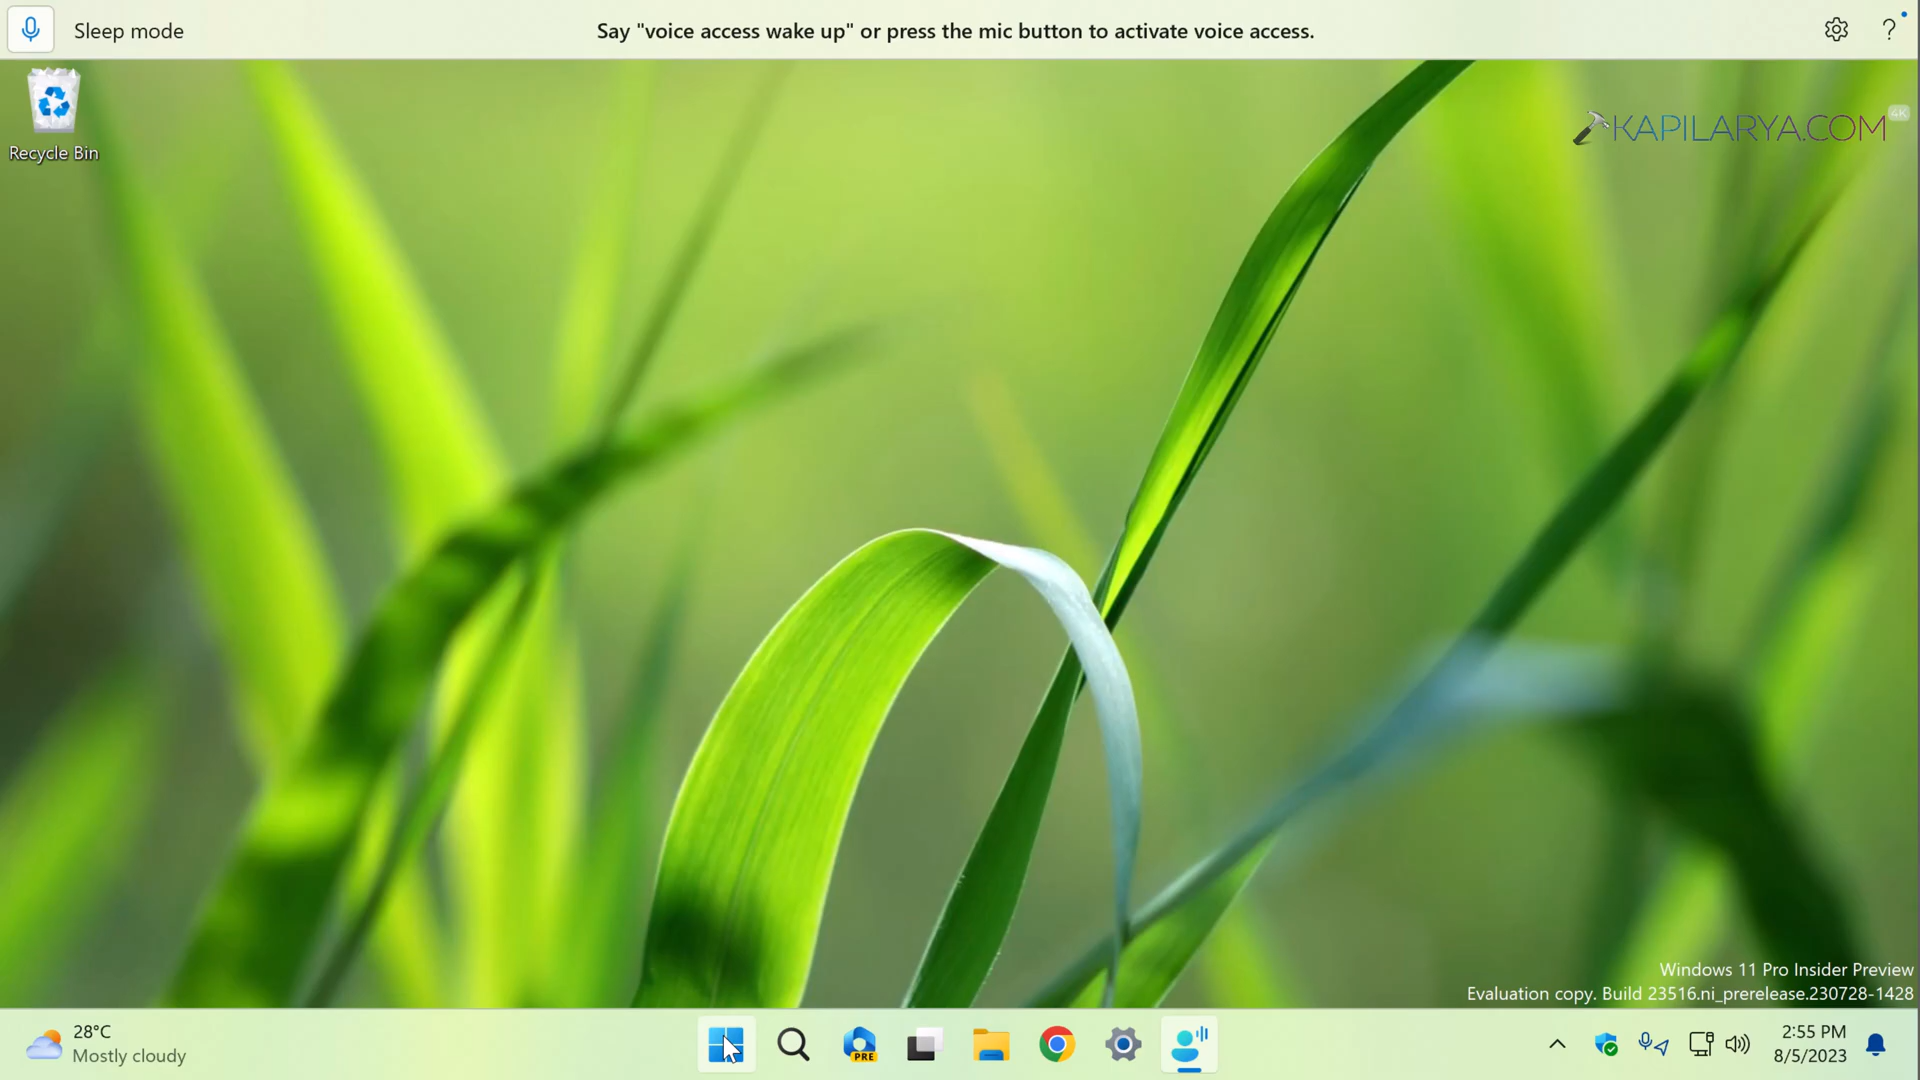 Sleep mode
Say "voice access wake up" or press the mic button to activate voice access.
?
Recycle Bin
KAPILARYA.COM
4K
Windows 11 Pro Insider Preview
Evaluation copy. Build 23516.ni_prerelease.230728-1428
28°C
Mostly cloudy
PRE
2:55 PM
8/5/2023